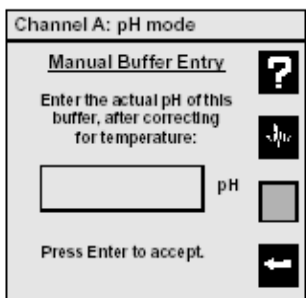 Channel A: pH mode
Manual Buffer Entry
?
Enter the actual pH of this
buffer, after correcting
for temperature:
pH
Press Enter to accept.